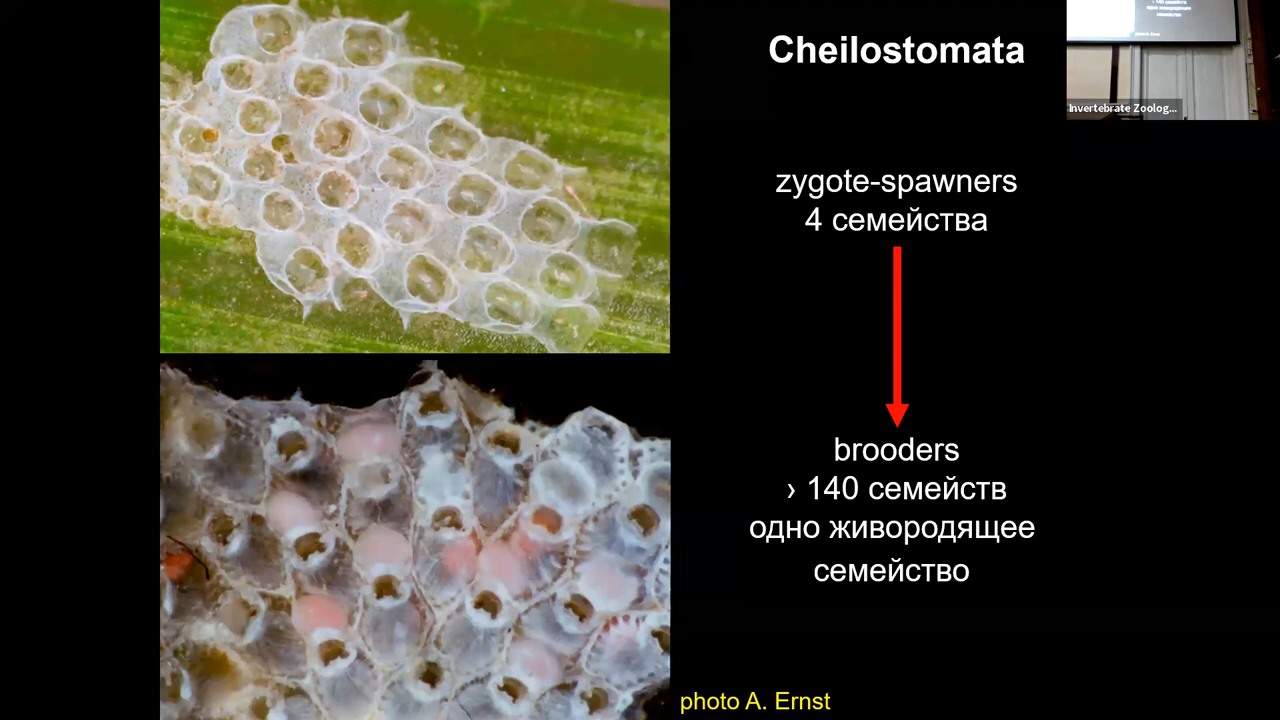 Cheilostomata
Invertebrate Zoolog...
zygote-spawners
4 семейства
brooders
› 140 семейств
одно живородящее
семейство
photo A. Ernst